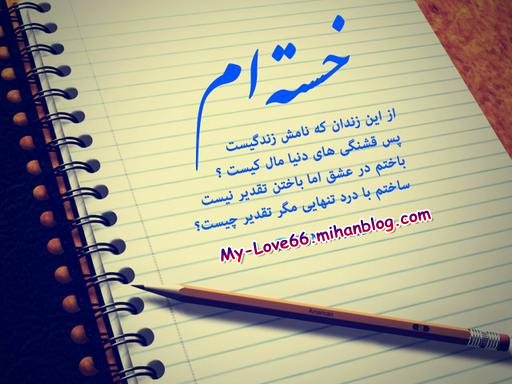 خسته ام
از این زندان که نامش زندگیست
پس قشنگی های دنیا مال کیست ؟
باختم در عشق اما باختن تقدیر نیست
ساختم با درد تنهایی مگر تقدیر چیست؟
My-Love66.mihanblog.com
American